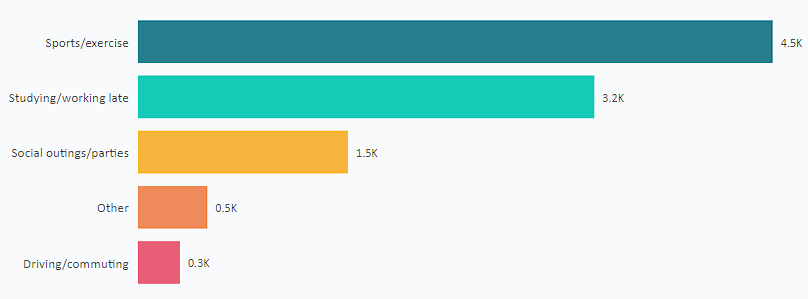 Sports/exercise 4.5K
Studying/working late 3.2K
Social outings/parties 1.5K
Other 0.5K
Driving/commuting 0.3K